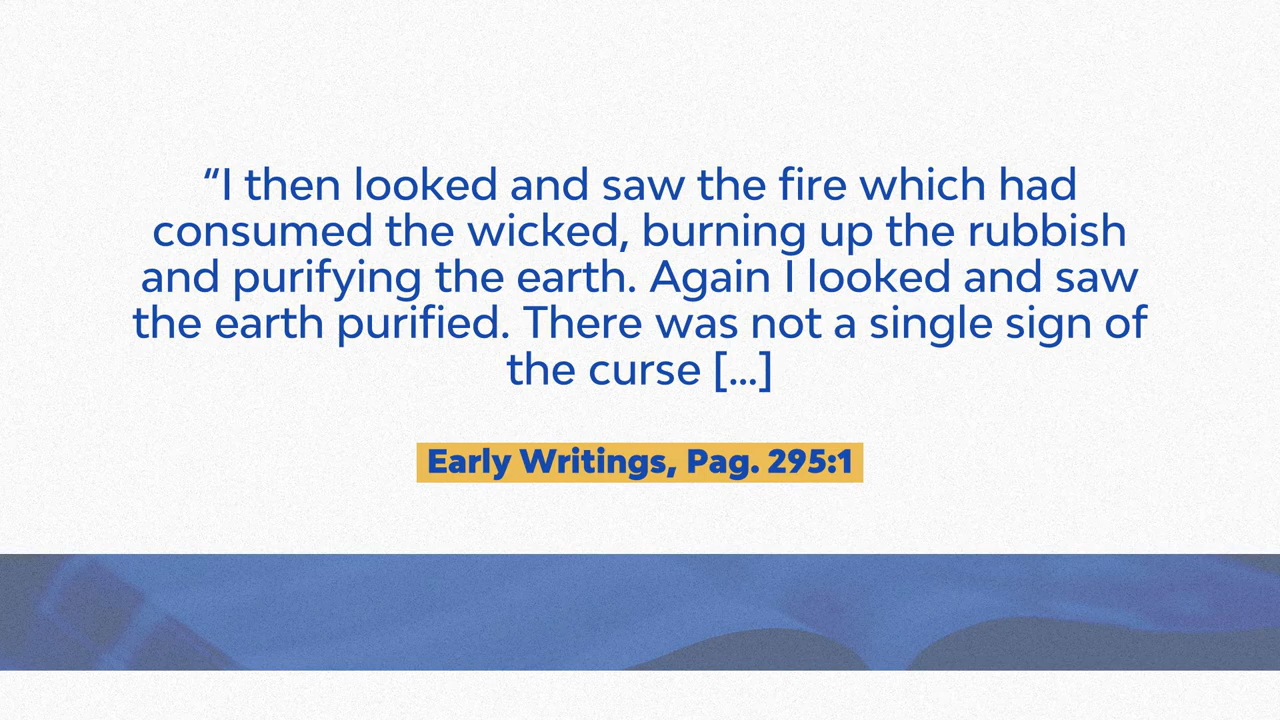 “I then looked and saw the fire which had
consumed the wicked, burning up the rubbish
and purifying the earth. Again I looked and saw
the earth purified. There was not a single sign of
the curse [...]
Early Writings, Pag. 295:1